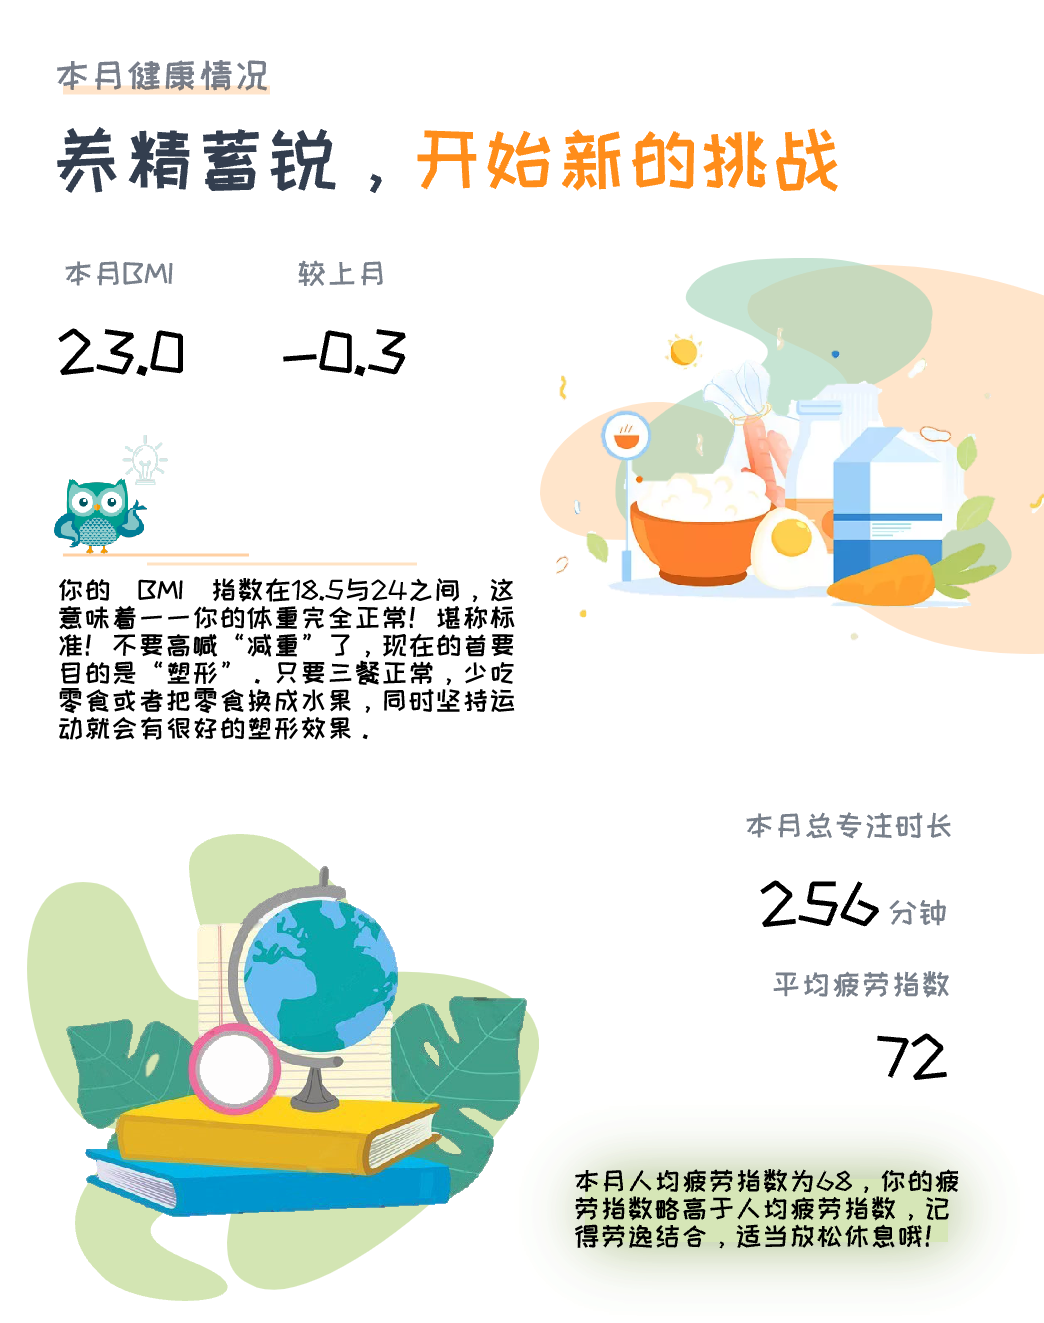 本月健康情况
养精蓄锐，开始新的挑战
本月BMI
较上月
23.0
-0.3
你的 BMI 指数在18.5与24之间，这
意味着——你的体重完全正常！堪称标
准！不要高喊“减重”了，现在的首要
目的是“塑形”．只要三餐正常，少吃
零食或者把零食换成水果，同时坚持运
动就会有很好的塑形效果．
本月总专注时长
256 分钟
平均疲劳指数
72
本月人均疲劳指数为68，你的疲
劳指数略高于人均疲劳指数，记
得劳逸结合，适当放松休息哦！